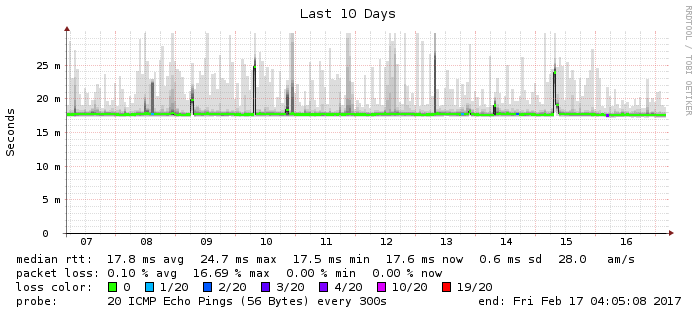 Last 10 Days
RRDTOOL / TOBI OETIKER
Seconds
25 m
20 m
15 m
10 m
5 m
0
07 08 09 10 11 12 13 14 15 16
median rtt: 17.8 ms avg 24.7 ms max 17.5 ms min 17.6 ms now 0.6 ms sd 28.0 am/s
packet loss: 0.10 % avg 16.69 % max 0.00 % min 0.00 % now
loss color: 0 1/20 2/20 3/20 4/20 10/20 19/20
probe: 20 ICMP Echo Pings (56 Bytes) every 300s end: Fri Feb 17 04:05:08 2017